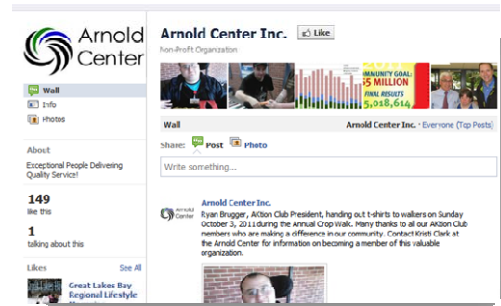 Arnold
Center
Arnold Center Inc.
Like
Non-Profit Organization
Wall
Info
Photos
MMUNITY GOAL:
$5 MILLION
FINAL RESULTS
5,018,614
Wall
Arnold Center Inc. · Everyone (Top Posts)
Share: Post Photo
Write something...
About
Exceptional People Delivering
Quality Service!
149
like this
1
talking about this
Likes See All
Great Lakes Bay
Regional Lifestyle
Arnold
Center
Arnold Center Inc.
Ryan Brugger, AKtion Club President, handing out t-shirts to walkers on Sunday
October 3, 2011 during the Annual Crop Walk. Many thanks to all our AKtion Club
members who are making a difference in our community. Contact Kristi Clark at
the Arnold Center for information on becoming a member of this valuable
organization.